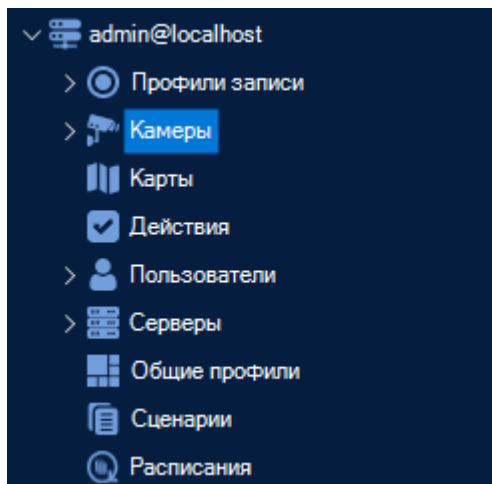 admin@localhost
Профили записи
Камеры
Карты
Действия
Пользователи
Серверы
Общие профили
Сценарии
Расписания